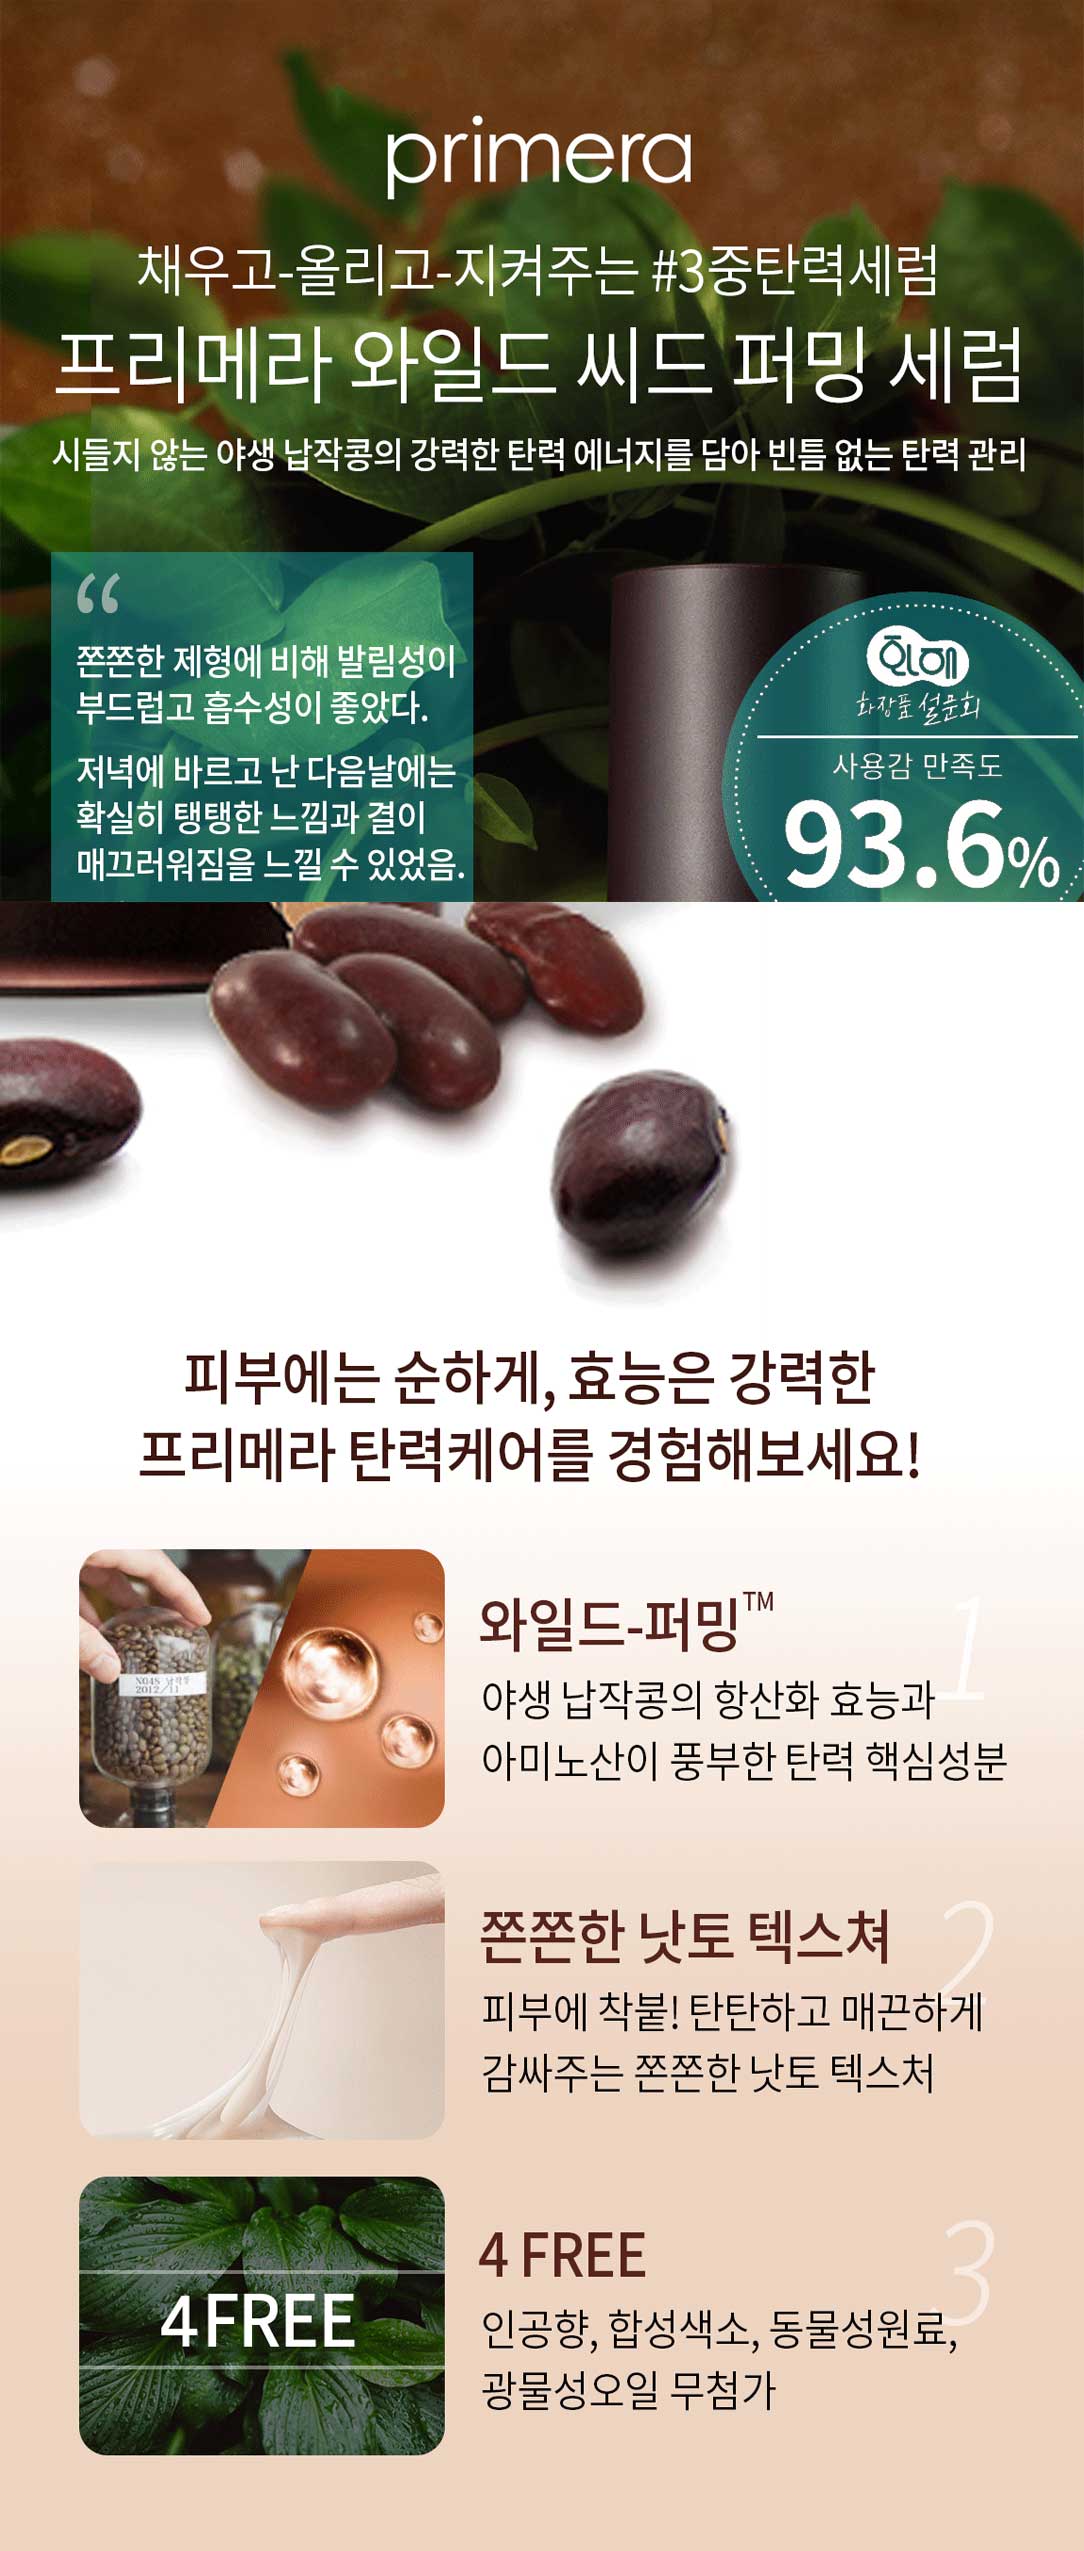 primera
채우고-올리고-지켜주는 #3중탄력세럼
프리메라 와일드 씨드 퍼밍 세럼
시들지 않는 야생 납작콩의 강력한 탄력 에너지를 담아 빈틈 없는 탄력 관리
“
쫀쫀한 제형에 비해 발림성이
부드럽고 흡수성이 좋았다.
저녁에 바르고 난 다음날에는
확실히 탱탱한 느낌과 결이
매끄러워짐을 느낄 수 있었음.
화해
화장품 설문회
사용감 만족도
93.6%
피부에는 순하게, 효능은 강력한
프리메라 탄력케어를 경험해보세요!
N048 납작콩
2012/11
와일드-퍼밍™
1
야생 납작콩의 항산화 효능과
아미노산이 풍부한 탄력 핵심성분
쫀쫀한 낫토 텍스쳐
2
피부에 착붙! 탄탄하고 매끈하게
감싸주는 쫀쫀한 낫토 텍스처
4FREE
4 FREE
3
인공향, 합성색소, 동물성원료,
광물성오일 무첨가